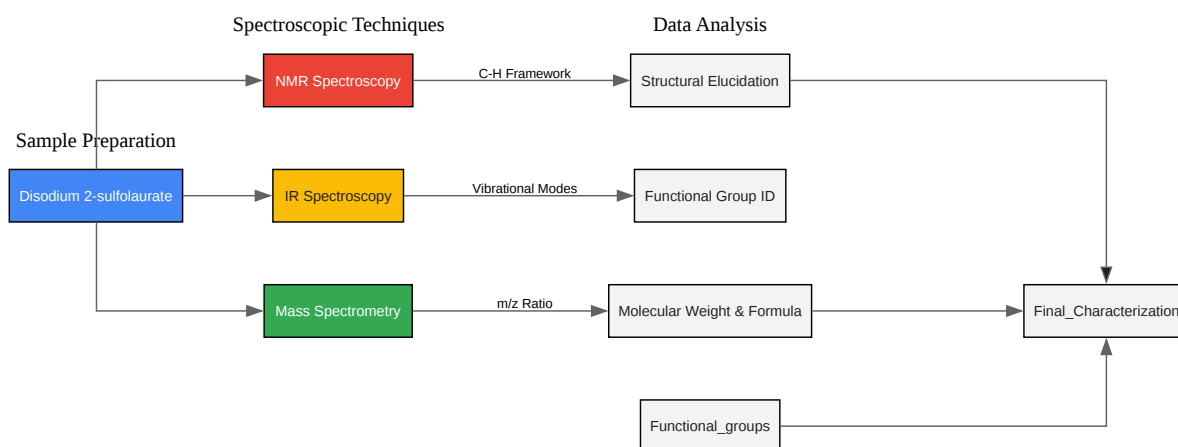 Spectroscopic Techniques
Data Analysis
NMR Spectroscopy
C-H Framework
Structural Elucidation
Sample Preparation
Disodium 2-sulfolaurate
IR Spectroscopy
Vibrational Modes
Functional Group ID
Mass Spectrometry
m/z Ratio
Molecular Weight & Formula
Final_Characterization
Functional_groups